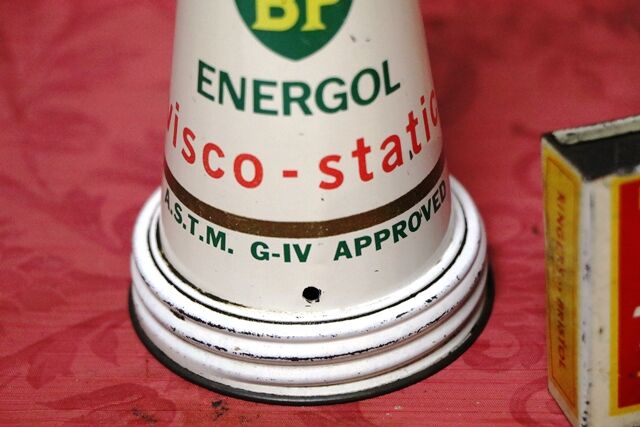 BP
ENERGOL
visco-static
A.S.T.M. G-IV APPROVED